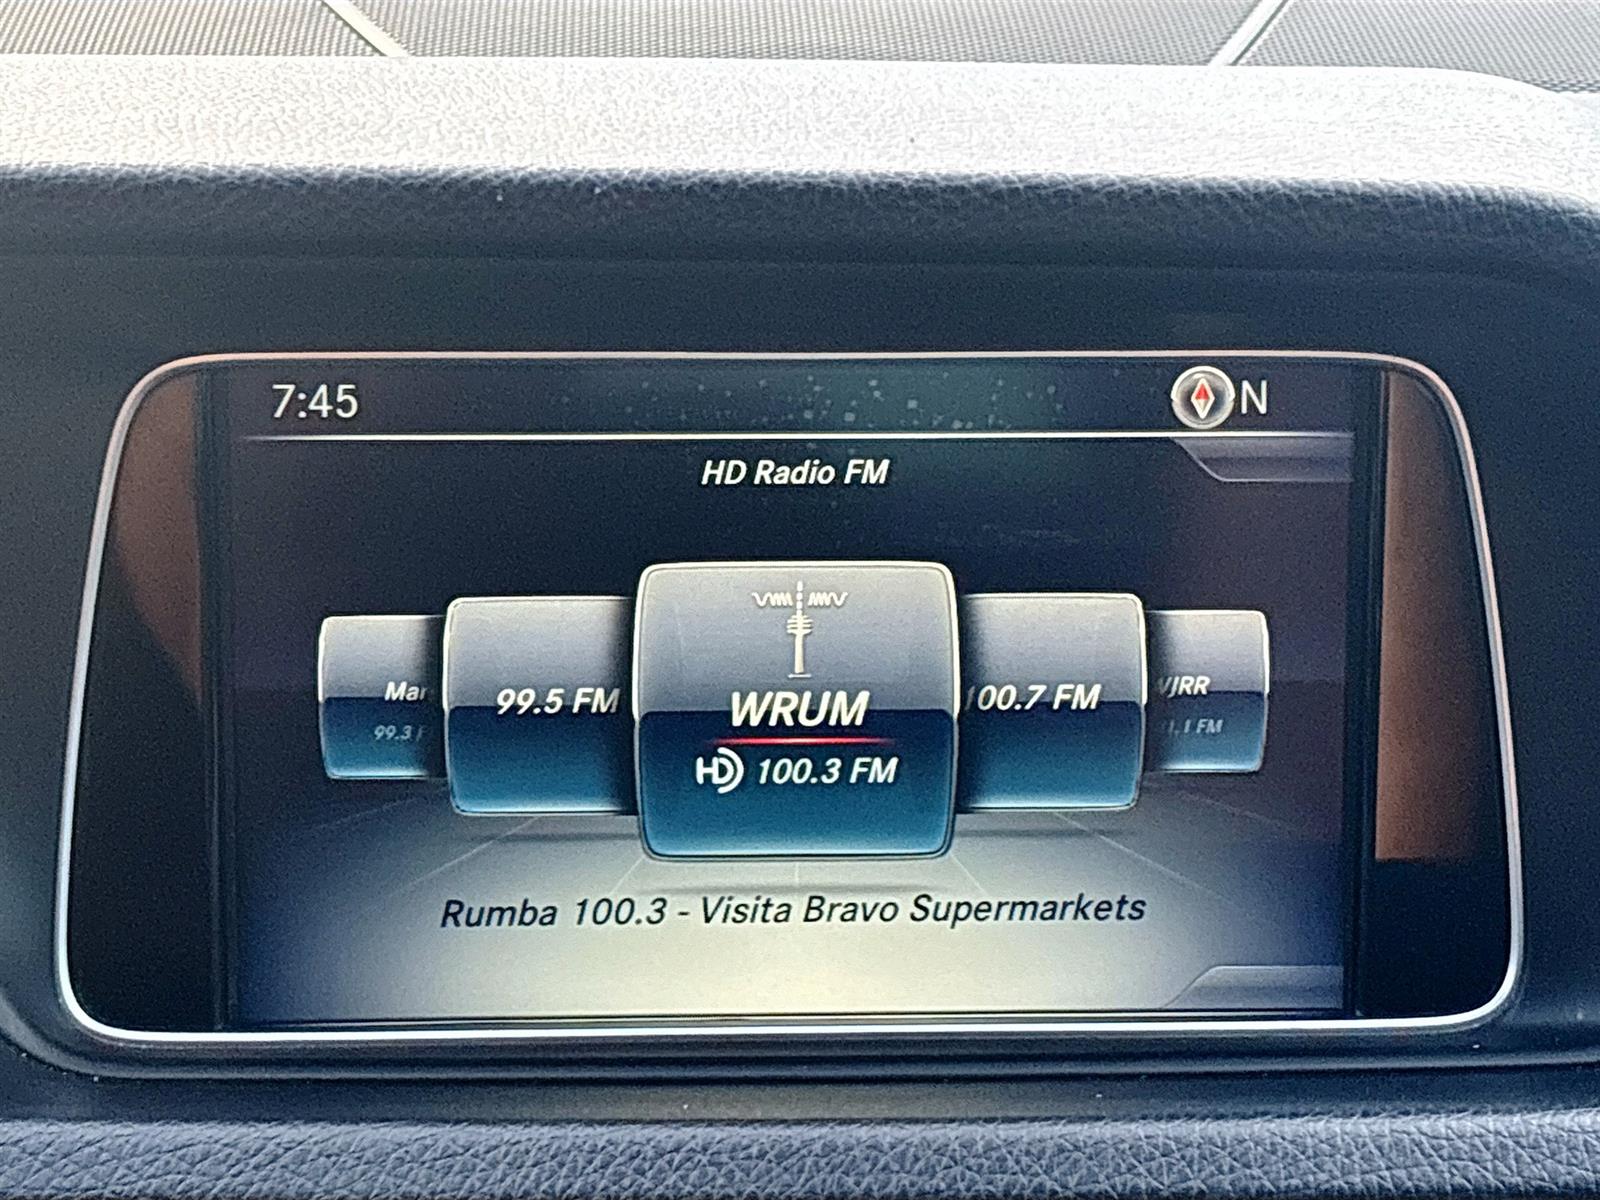 7:45 N
HD Radio FM
99.5 FM
WRUM
HD 100.3 FM
100.7 FM
Rumba 100.3 - Visita Bravo Supermarkets